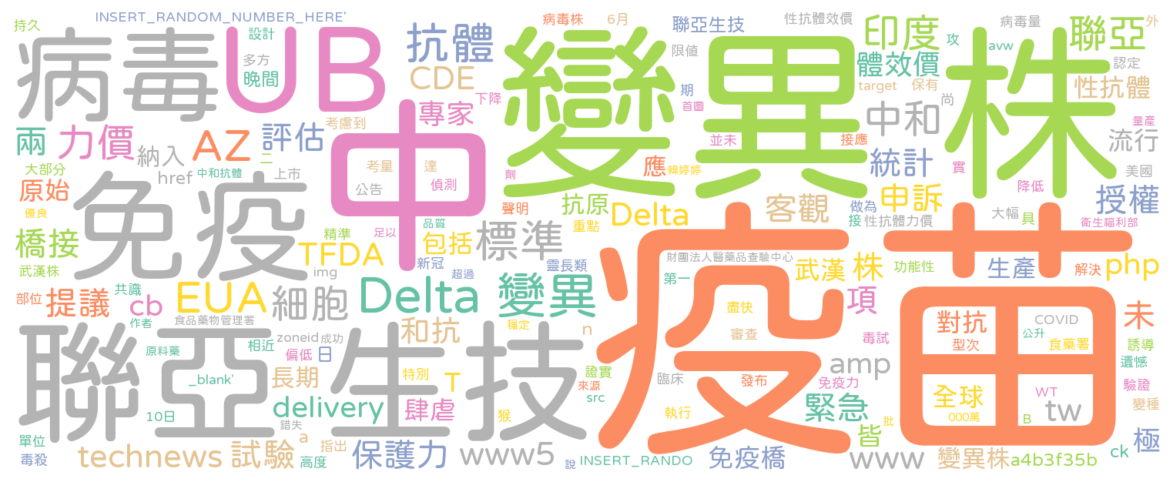 持久
INSERT_RANDOM_NUMBER_HERE'
設計
多方
晚間
病毒
UB
抗體
CDE
專家
下降
病毒株
6月
聯亞生技
限值
性抗體效價
印度
體效價
target
保有
攻
avw
病毒量
聯亞
外
認定
性抗體
量產
變異株
期
首圖
並未
接應
中和
尚
流行
美國
兩
力價
AZ
評估
考慮到
大部分
納入
二
中和抗體
原始
href
上市
優良
免疫
中
考量
達
公告
偵測
劑
聲明
應
韓婷婷
統計
實
降低
申訴
做為
授權
抗原
重點
Delta
客觀
接
性抗體力價
大幅
具
衛生福利部
橋接
武漢株
TFDA
精準
足以
品質
包括
標準
img
新冠
超過
靈長類
財團法人醫藥品查驗中心
第一
武漢
株
功能性
生產
解決
php
部位
提議
共識
cb
作者
EUA
食品藥物管理署
細胞
Delta
變異
疫苗
盡快
項
審查
毒試
對抗
型次
COVID
公升
食藥署
未
誘導
遺憾
聯亞生技
原料藥
相近
zoneid
成功
偏低
日
和抗
穩定
n
_blank'
長期
特別
T
證實
來源
src
臨床
發布
免疫力
amp
全球
000萬
WT
tw
B
驗證
變種
10日
錯失
delivery
肆虐
猴
執行
緊急
皆
批
極
單位
毒殺
technews
試驗
a
高度
指出
保護力
www5
說
INSERT_RANDO
免疫橋
www
變異株
a4b3f35b
ck